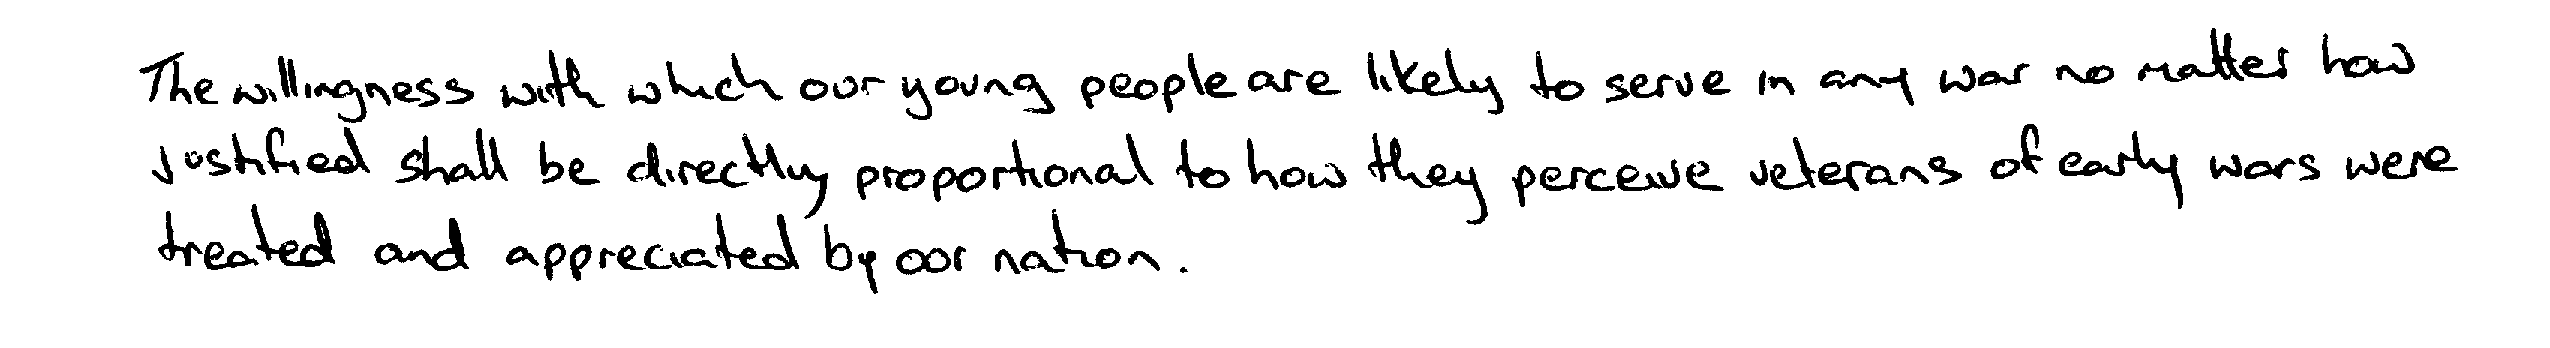 The willingness with which our young people are likely to serve in any war no matter how
justified shall be directly proportional to how they perceive veterans of early wars were
treated and appreciated by our nation.